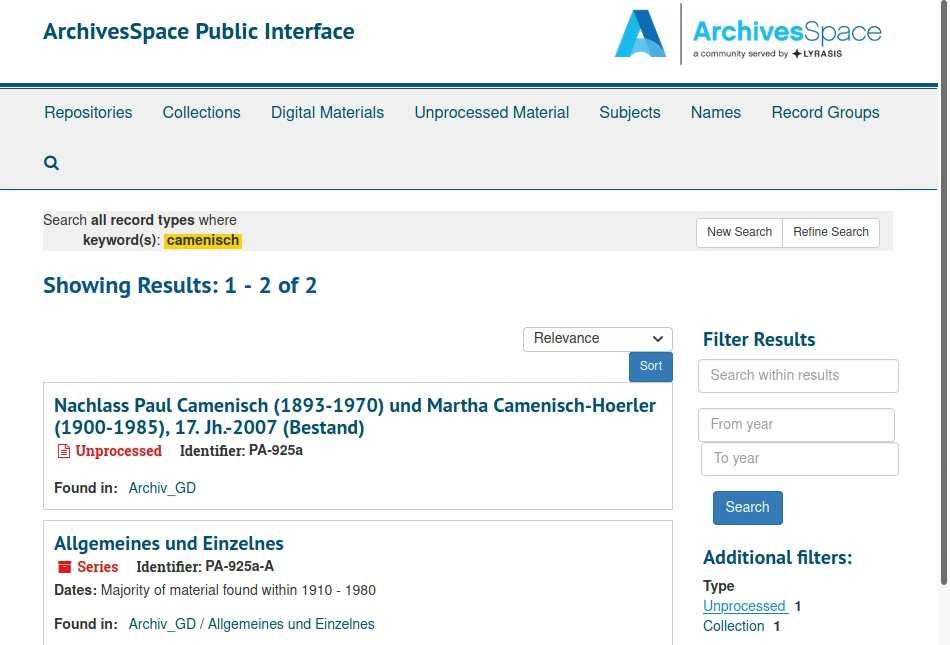 ArchivesSpace Public Interface
ArchivesSpace
a community served by LYRASIS
Repositories Collections Digital Materials Unprocessed Material Subjects Names Record Groups
Search all record types where
keyword(s): camenisch
New Search Refine Search
Showing Results: 1 - 2 of 2
Relevance
Sort
Nachlass Paul Camenisch (1893-1970) und Martha Camenisch-Hoerler
(1900-1985), 17. Jh.-2007 (Bestand)
Unprocessed Identifier: PA-925a
Found in: Archiv_GD
Allgemeines und Einzelnes
Series Identifier: PA-925a-A
Dates: Majority of material found within 1910 - 1980
Found in: Archiv_GD / Allgemeines und Einzelnes
Filter Results
Search within results
From year
To year
Search
Additional filters:
Type
Unprocessed 1
Collection 1